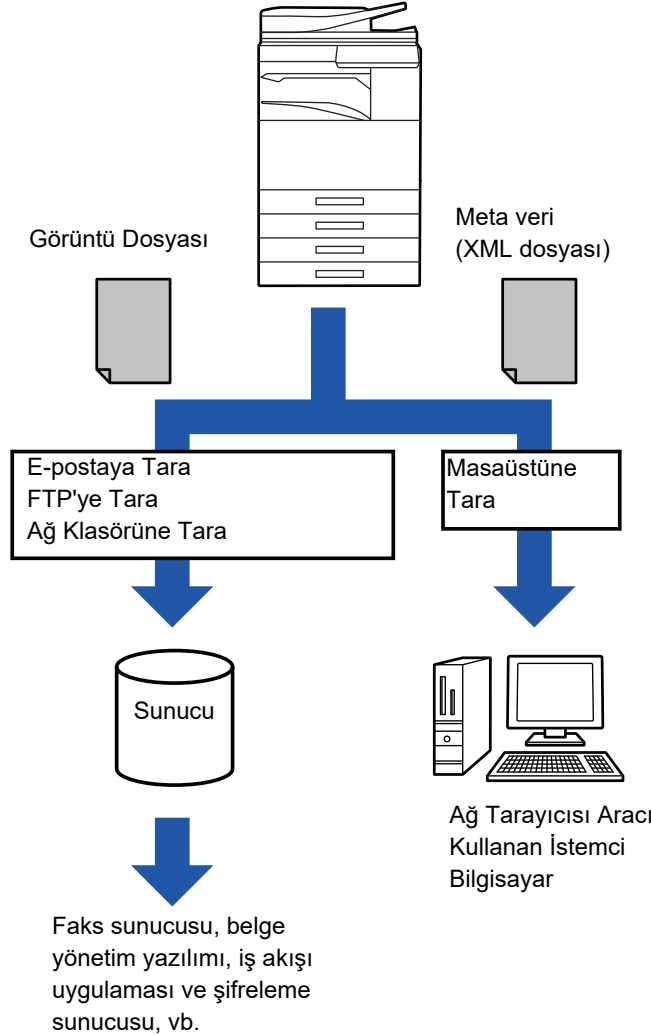 Görüntü Dosyası
Meta veri
(XML dosyası)
E-postaya Tara
FTP'ye Tara
Ağ Klasörüne Tara
Masaüstüne
Tara
Sunucu
Ağ Tarayıcısı Aracı
Kullanan İstemci
Bilgisayar
Faks sunucusu, belge
yönetim yazılımı, iş akışı
uygulaması ve şifreleme
sunucusu, vb.